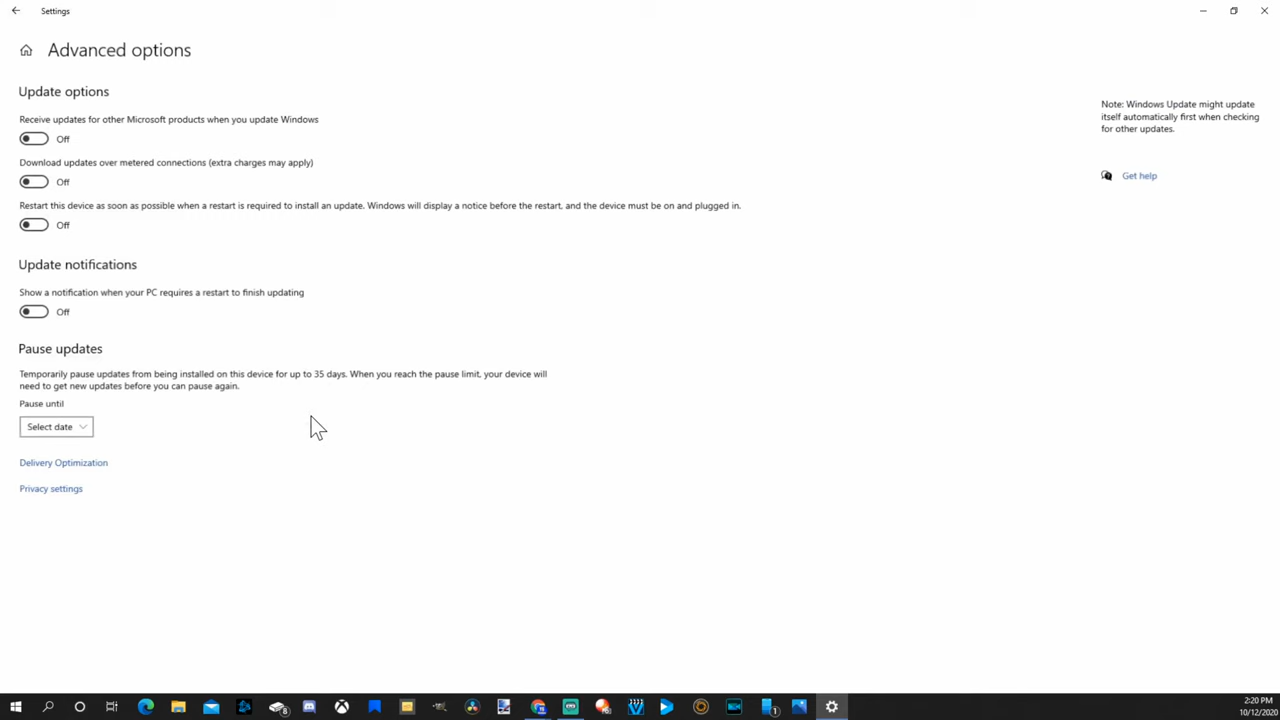 Settings
Advanced options
Update options
Receive updates for other Microsoft products when you update Windows
Off
Download updates over metered connections (extra charges may apply)
Off
Restart this device as soon as possible when a restart is required to install an update. Windows will display a notice before the restart, and the device must be on and plugged in.
Off
Update notifications
Show a notification when your PC requires a restart to finish updating
Off
Pause updates
Temporarily pause updates from being installed on this device for up to 35 days. When you reach the pause limit, your device will
need to get new updates before you can pause again.
Pause until
Select date
Delivery Optimization
Privacy settings
Note: Windows Update might update
itself automatically first when checking
for other updates.
Get help
8
1
2:20 PM
10/12/2020